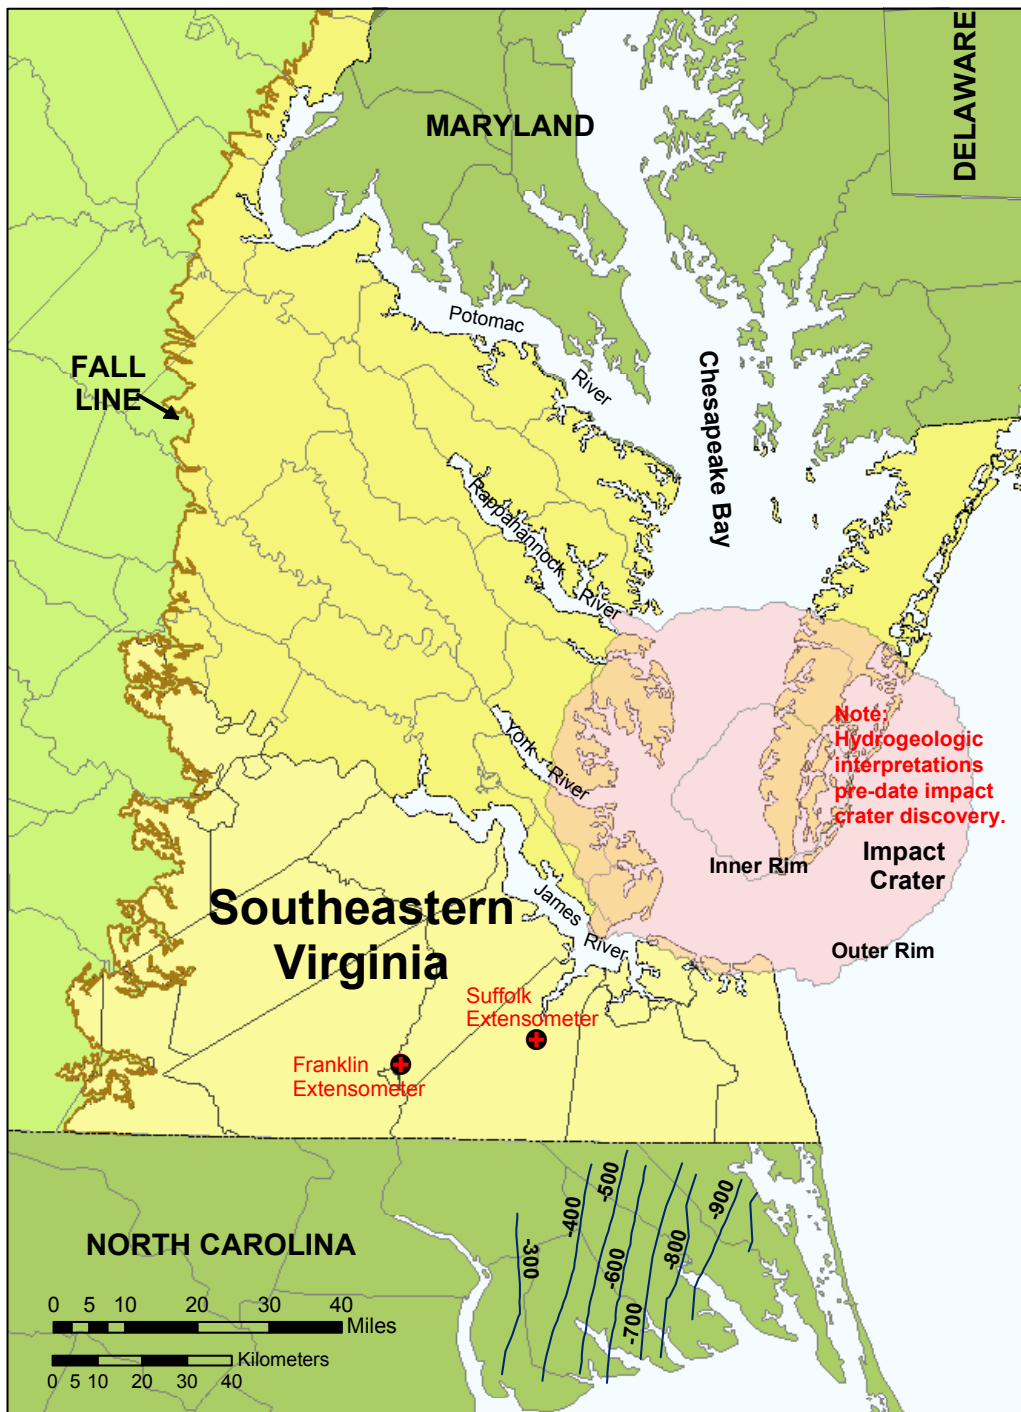 MARYLAND
DELAWARE
Potomac
River
FALL
LINE
Chesapeake Bay
Rappahannock
River
York
River
Note:
Hydrogeologic
interpretations
pre-date impact
crater discovery.
Inner Rim
Impact
Crater
Outer Rim
Southeastern
Virginia
James
River
Suffolk
Extensometer
Franklin
Extensometer
NORTH CAROLINA
-300
-400
-500
-600
-700
-800
-900
0 5 10 20 30 40
Miles
Kilometers
0 5 10 20 30 40